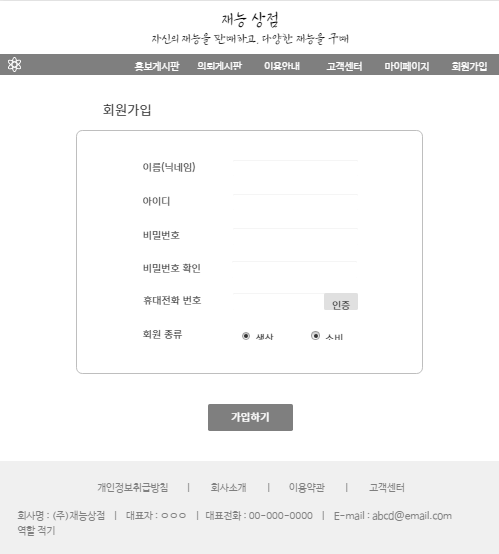 재능 상점
자신의 재능을 판매하고, 다양한 재능을 구매
홍보게시판 의뢰게시판 이용안내 고객센터 마이페이지 회원가입
회원가입
이름(닉네임)
아이디
비밀번호
비밀번호 확인
휴대전화 번호 인증
회원 종류 생산 소비
가입하기
개인정보취급방침 | 회사소개 | 이용약관 | 고객센터
회사명 : (주)재능상점 | 대표자 : ㅇㅇㅇ | 대표전화 : 00-000-0000 | E-mail : abcd@email.com
역할 적기